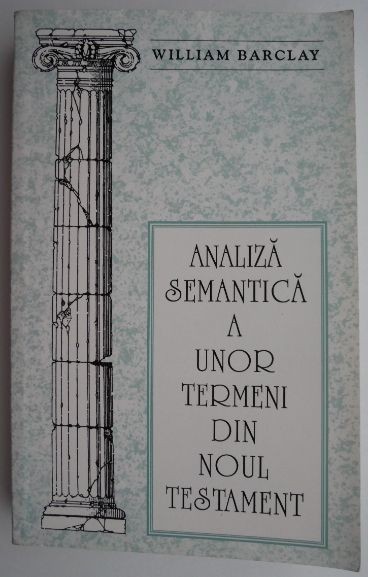 WILLIAM BARCLAY
ANALIZĂ
SEMANTICĂ
A
UNOR
TERMENI
DIN
NOUL
TESTAMENT